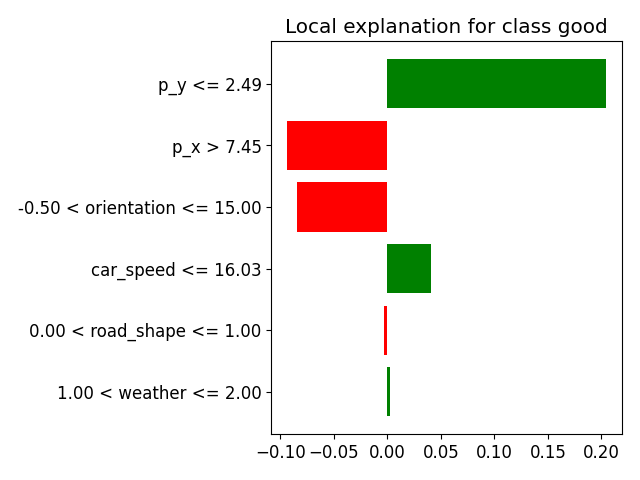 Local explanation for class good
p_y <= 2.49
p_x > 7.45
-0.50 < orientation <= 15.00
car_speed <= 16.03
0.00 < road_shape <= 1.00
1.00 < weather <= 2.00
−0.10 −0.05 0.00 0.05 0.10 0.15 0.20